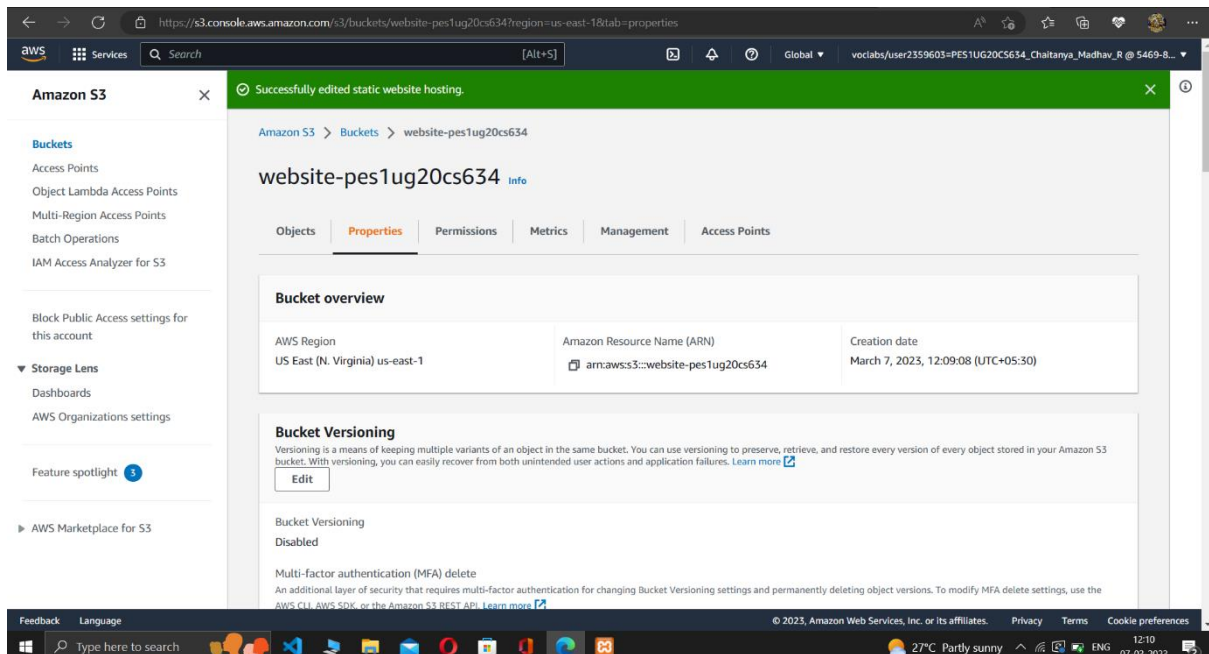 https://s3.console.aws.amazon.com/s3/buckets/website-pes1ug20cs634?region=us-east-1&tab=properties
aws
Services
Search
[Alt+S]
Global
voclabs/user2359603=PES1UG20CS634_Chaitanya_Madhav_R @ 5469-8...
Amazon S3
Buckets
Access Points
Object Lambda Access Points
Multi-Region Access Points
Batch Operations
IAM Access Analyzer for S3
Block Public Access settings for
this account
Storage Lens
Dashboards
AWS Organizations settings
Feature spotlight 3
AWS Marketplace for S3
Successfully edited static website hosting.
Amazon S3 > Buckets > website-pes1ug20cs634
website-pes1ug20cs634 Info
Objects Properties Permissions Metrics Management Access Points
Bucket overview
AWS Region
US East (N. Virginia) us-east-1
Amazon Resource Name (ARN)
arn:aws:s3:::website-pes1ug20cs634
Creation date
March 7, 2023, 12:09:08 (UTC+05:30)
Bucket Versioning
Versioning is a means of keeping multiple variants of an object in the same bucket. You can use versioning to preserve, retrieve, and restore every version of every object stored in your Amazon S3
bucket. With versioning, you can easily recover from both unintended user actions and application failures. Learn more
Edit
Bucket Versioning
Disabled
Multi-factor authentication (MFA) delete
An additional layer of security that requires multi-factor authentication for changing Bucket Versioning settings and permanently deleting object versions. To modify MFA delete settings, use the
AWS CLI, AWS SDK, or the Amazon S3 REST API. Learn more
Feedback Language
© 2023, Amazon Web Services, Inc. or its affiliates. Privacy Terms Cookie preferences
Type here to search
27°C Partly sunny
ENG
12:10
07-03-2023